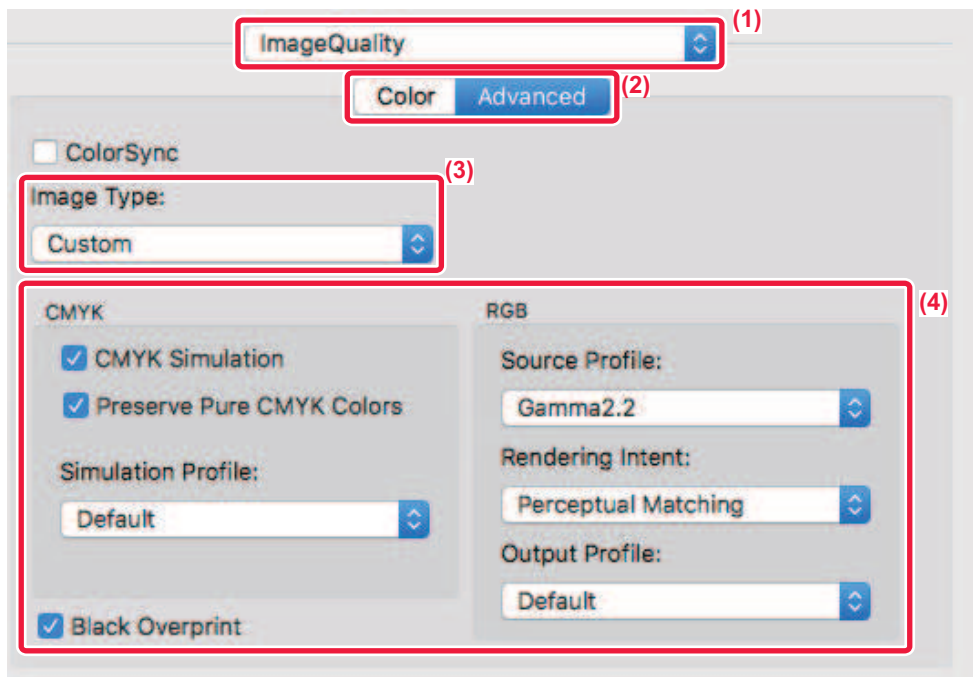 (1)
ImageQuality
(2)
Color Advanced
ColorSync
(3)
Image Type:
Custom
(4)
CMYK
CMYK Simulation
Preserve Pure CMYK Colors
Simulation Profile:
Default
Black Overprint
RGB
Source Profile:
Gamma2.2
Rendering Intent:
Perceptual Matching
Output Profile:
Default